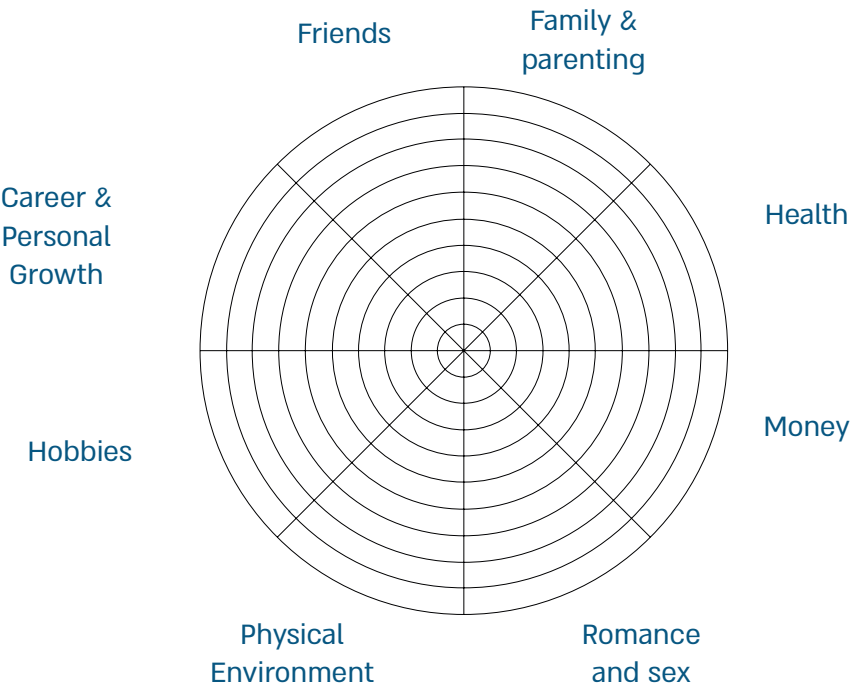 Friends
Family &
parenting
Career &
Personal
Growth
Health
Hobbies
Money
Physical
Environment
Romance
and sex